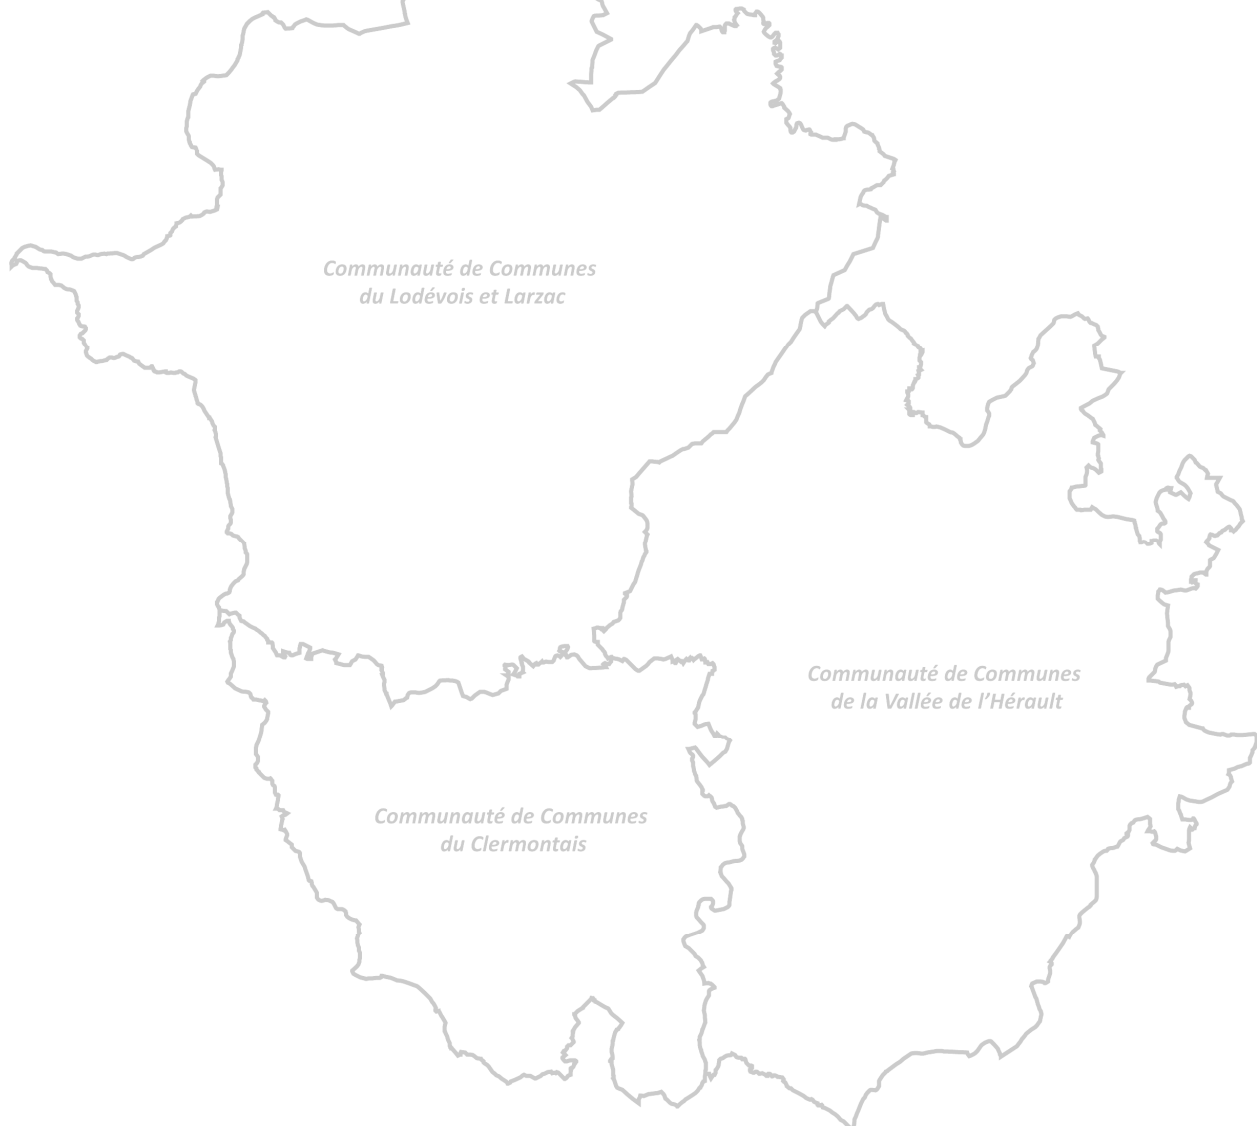 Communauté de Communes
du Lodévois et Larzac
Communauté de Communes
de la Vallée de l’Hérault
Communauté de Communes
du Clermontais